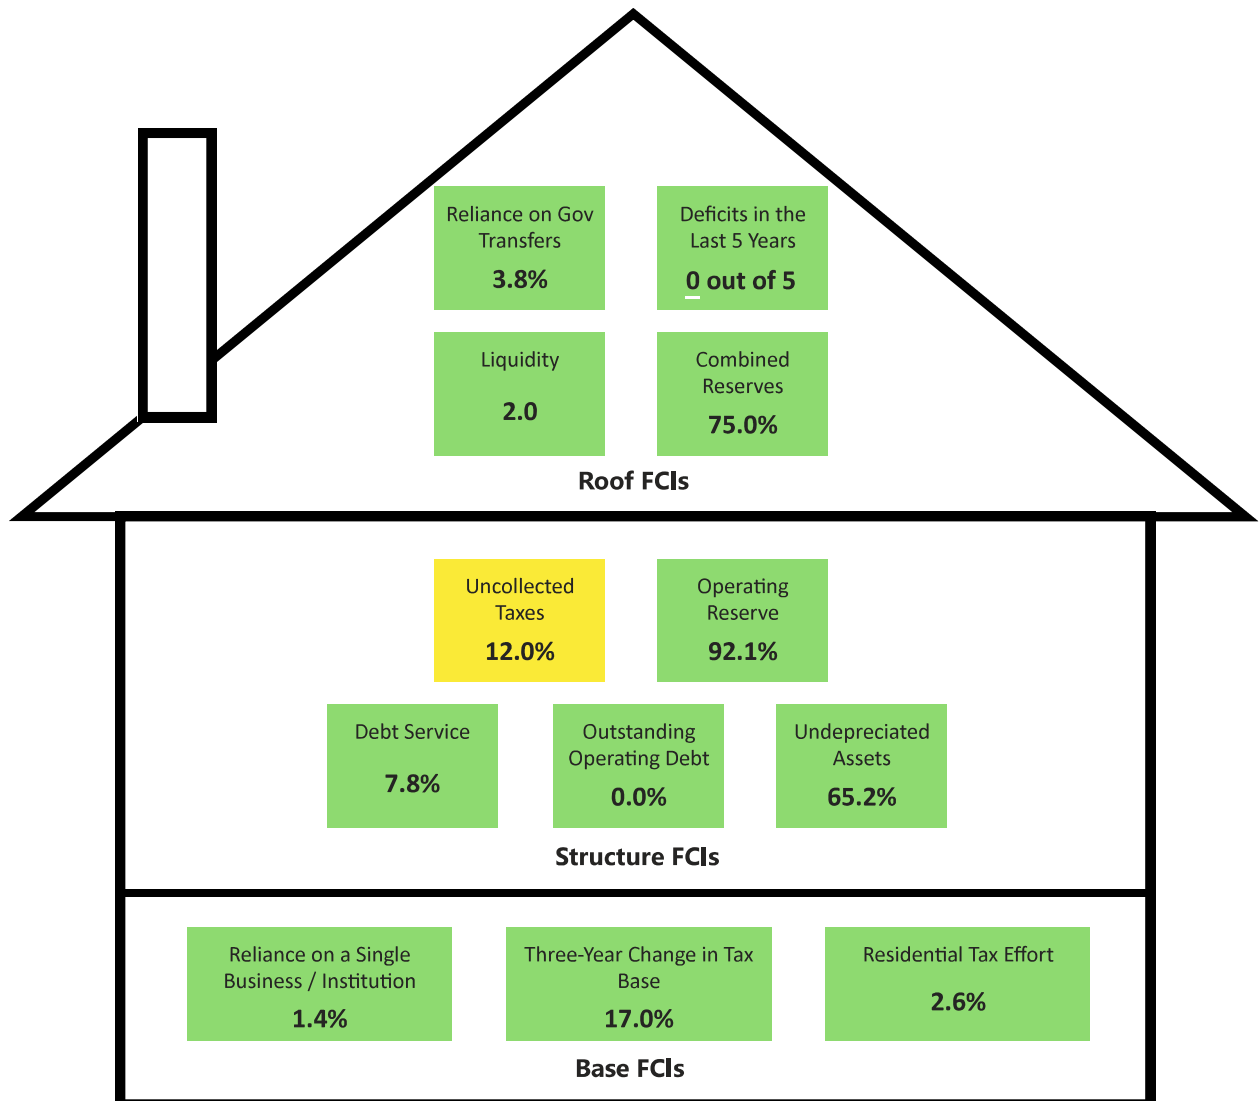 Reliance on Gov
Transfers
3.8%
Deficits in the
Last 5 Years
0 out of 5
Liquidity
2.0
Combined
Reserves
75.0%
Roof FCIs
Uncollected
Taxes
12.0%
Operating
Reserve
92.1%
Debt Service
7.8%
Outstanding
Operating Debt
0.0%
Undepreciated
Assets
65.2%
Structure FCIs
Reliance on a Single
Business / Institution
1.4%
Three-Year Change in Tax
Base
17.0%
Residential Tax Effort
2.6%
Base FCIs